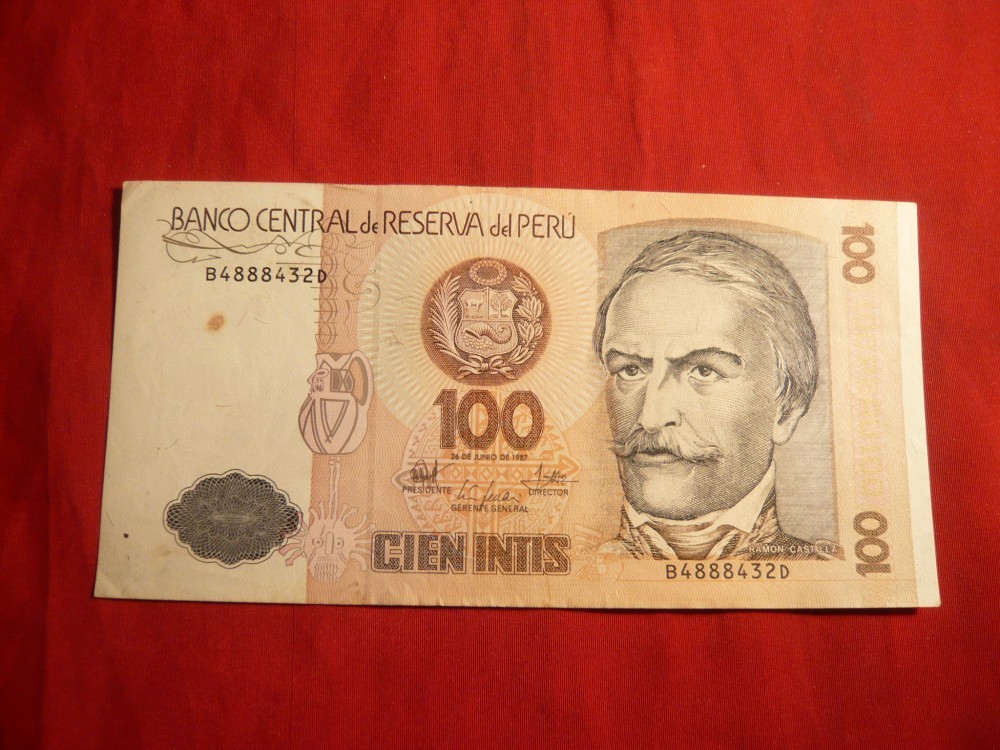 BANCO CENTRAL de RESERVA del PERÚ
B4888432D
100
100
26 DE JUNIO DE 1987
PRESIDENTE
DIRECTOR
GERENTE GENERAL
CIEN INTIS
RAMON CASTILLA
B4888432D
100